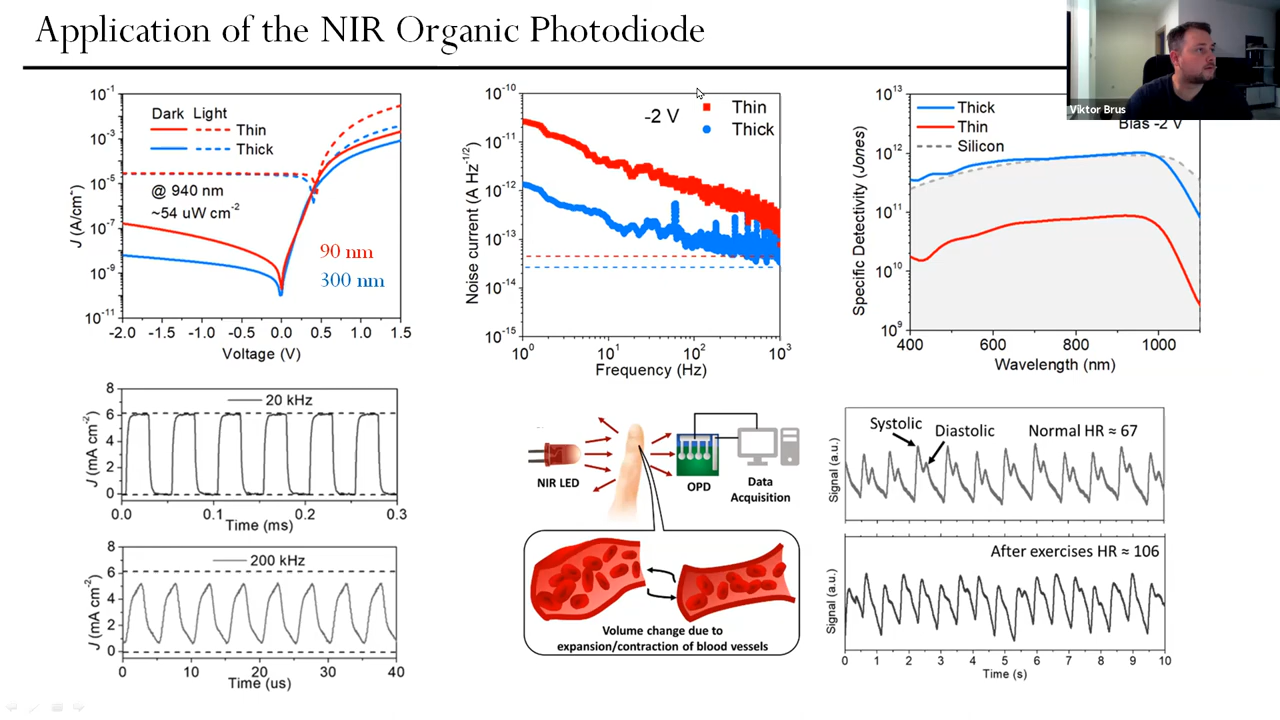 Application of the NIR Organic Photodiode
Viktor Brus
10⁻¹
10⁻³
10⁻⁵
10⁻⁷
10⁻⁹
10⁻¹¹
J (A/cm²)
Dark Light
Thin
Thick
@ 940 nm
~54 uW cm⁻²
90 nm
300 nm
-2.0 -1.5 -1.0 -0.5 0.0 0.5 1.0 1.5
Voltage (V)
10⁻¹⁰
10⁻¹¹
10⁻¹²
10⁻¹³
10⁻¹⁴
10⁻¹⁵
Noise current (A Hz⁻¹/²)
-2 V
Thin
Thick
10⁰ 10¹ 10² 10³
Frequency (Hz)
10¹³
10¹²
10¹¹
10¹⁰
10⁹
Specific Detectivity (Jones)
Thick
Thin
Silicon
Bias -2 V
400 600 800 1000
Wavelength (nm)
8
6
4
2
0
J (mA cm⁻²)
20 kHz
0.0 0.1 0.2 0.3
Time (ms)
8
6
4
2
0
J (mA cm⁻²)
200 kHz
0 10 20 30 40
Time (us)
NIR LED
OPD
Data
Acquisition
Volume change due to
expansion/contraction of blood vessels
Signal (a.u.)
Systolic
Diastolic
Normal HR ≈ 67
Signal (a.u.)
After exercises HR ≈ 106
0 1 2 3 4 5 6 7 8 9 10
Time (s)